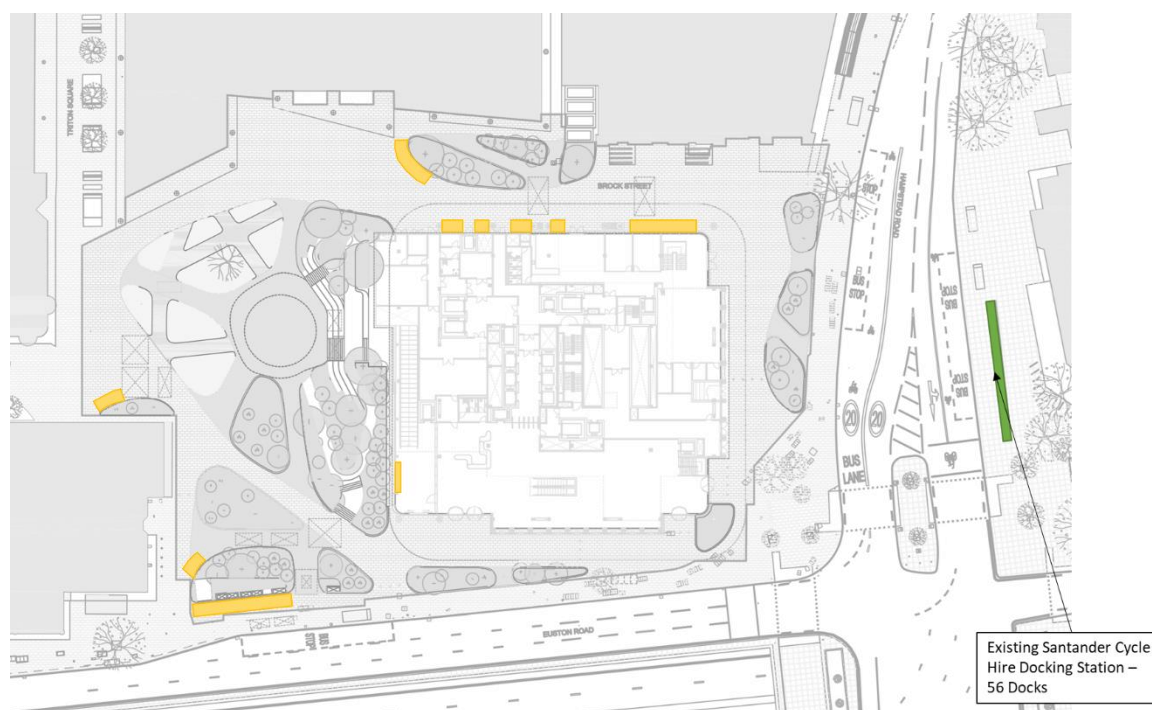 TRITON SQUARE
BROCK STREET
HAMPSTEAD ROAD
BUS
STOP
BUS
STOP
BUS
STOP
20
20
BUS
LANE
EUSTON ROAD
BUS
STOP
Existing Santander Cycle
Hire Docking Station –
56 Docks